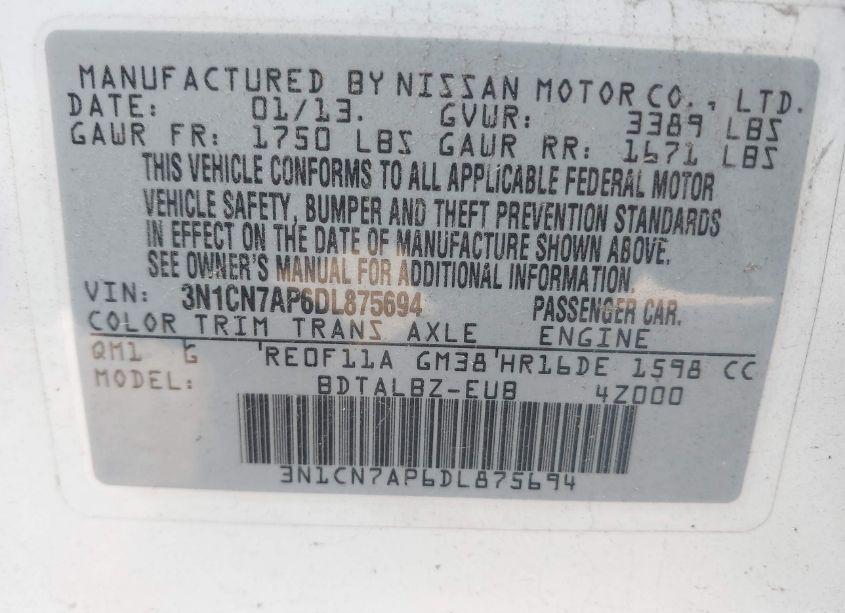 MANUFACTURED BY NISSAN MOTOR CO., LTD.
DATE: 01/13. GVWR: 3389 LBS
GAWR FR: 1750 LBS GAWR RR: 1671 LBS
THIS VEHICLE CONFORMS TO ALL APPLICABLE FEDERAL MOTOR
VEHICLE SAFETY, BUMPER AND THEFT PREVENTION STANDARDS
IN EFFECT ON THE DATE OF MANUFACTURE SHOWN ABOVE.
SEE OWNER'S MANUAL FOR ADDITIONAL INFORMATION.
VIN: 3N1CN7AP6DL875694 PASSENGER CAR.
COLOR TRIM TRANS AXLE ENGINE
QM1 G 'RE0F11A GM38'HR16DE 1598 CC
MODEL: BDTALBZ-EUB 4Z000
3N1CN7AP6DL875694